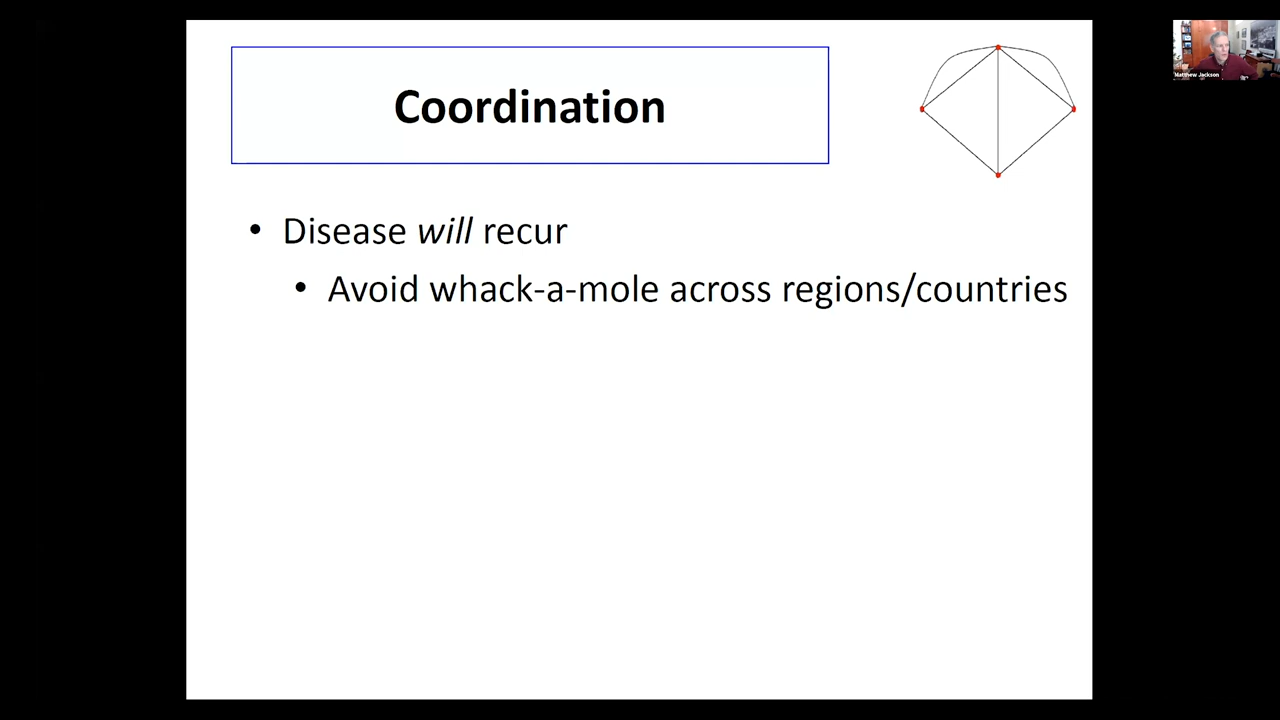 Coordination
• Disease will recur
• Avoid whack-a-mole across regions/countries
Matthew Jackson